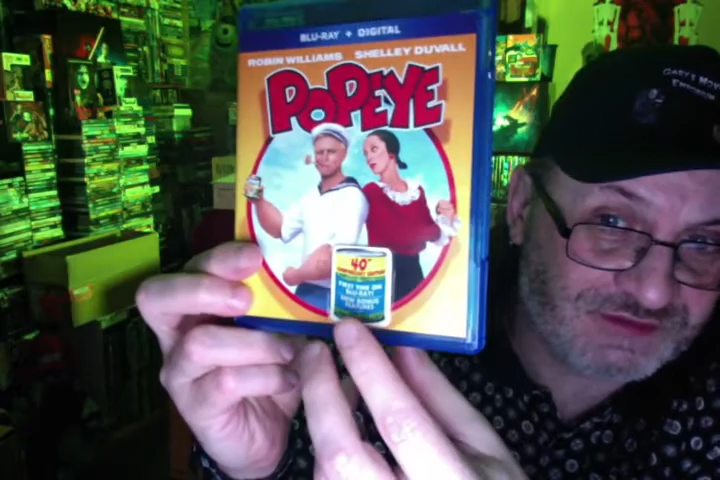 BLU-RAY + DIGITAL
ROBIN WILLIAMS SHELLEY DUVALL
POPEYE
40TH
ANNIVERSARY EDITION
FIRST TIME ON
BLU-RAY!
NEW BONUS
FEATURES
GARY'S